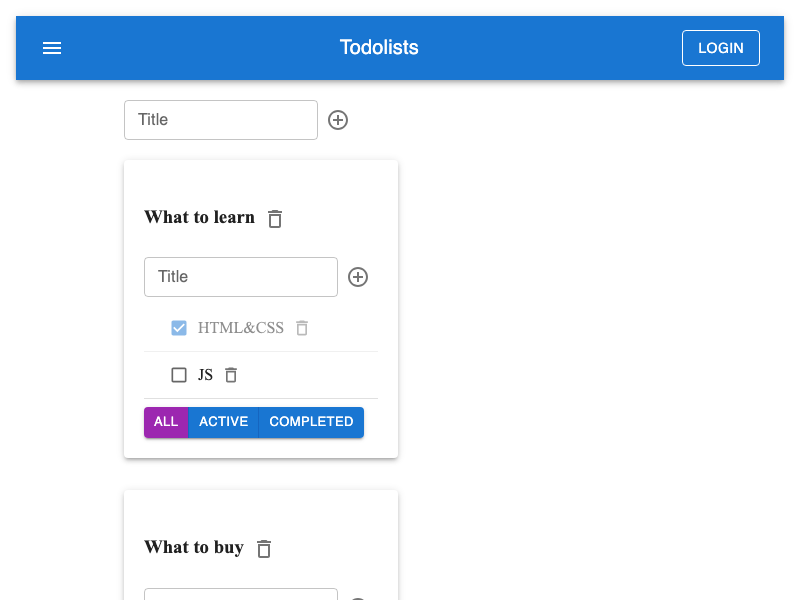 Todolists
LOGIN
Title
What to learn
Title
HTML&CSS
JS
ALL ACTIVE COMPLETED
What to buy